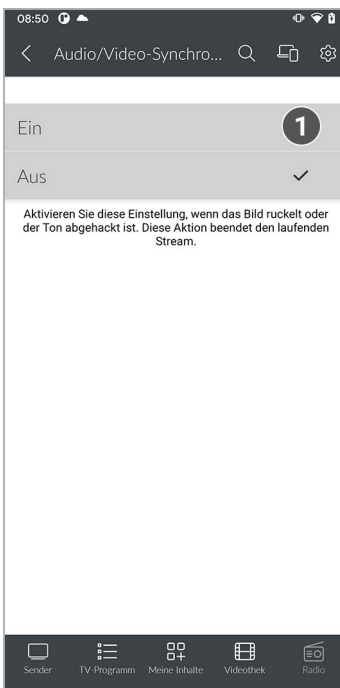 08:50
Audio/Video-Synchro...
Ein
1
Aus
Aktivieren Sie diese Einstellung, wenn das Bild ruckelt oder
der Ton abgehackt ist. Diese Aktion beendet den laufenden
Stream.
Sender TV-Programm Meine Inhalte Videothek Radio